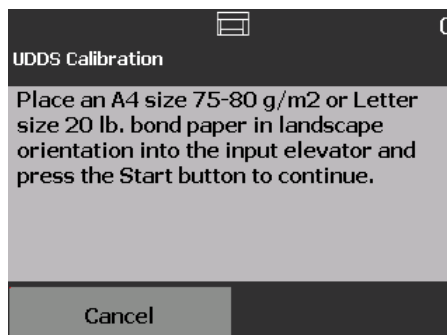 UDDS Calibration
Place an A4 size 75-80 g/m2 or Letter
size 20 lb. bond paper in landscape
orientation into the input elevator and
press the Start button to continue.
Cancel